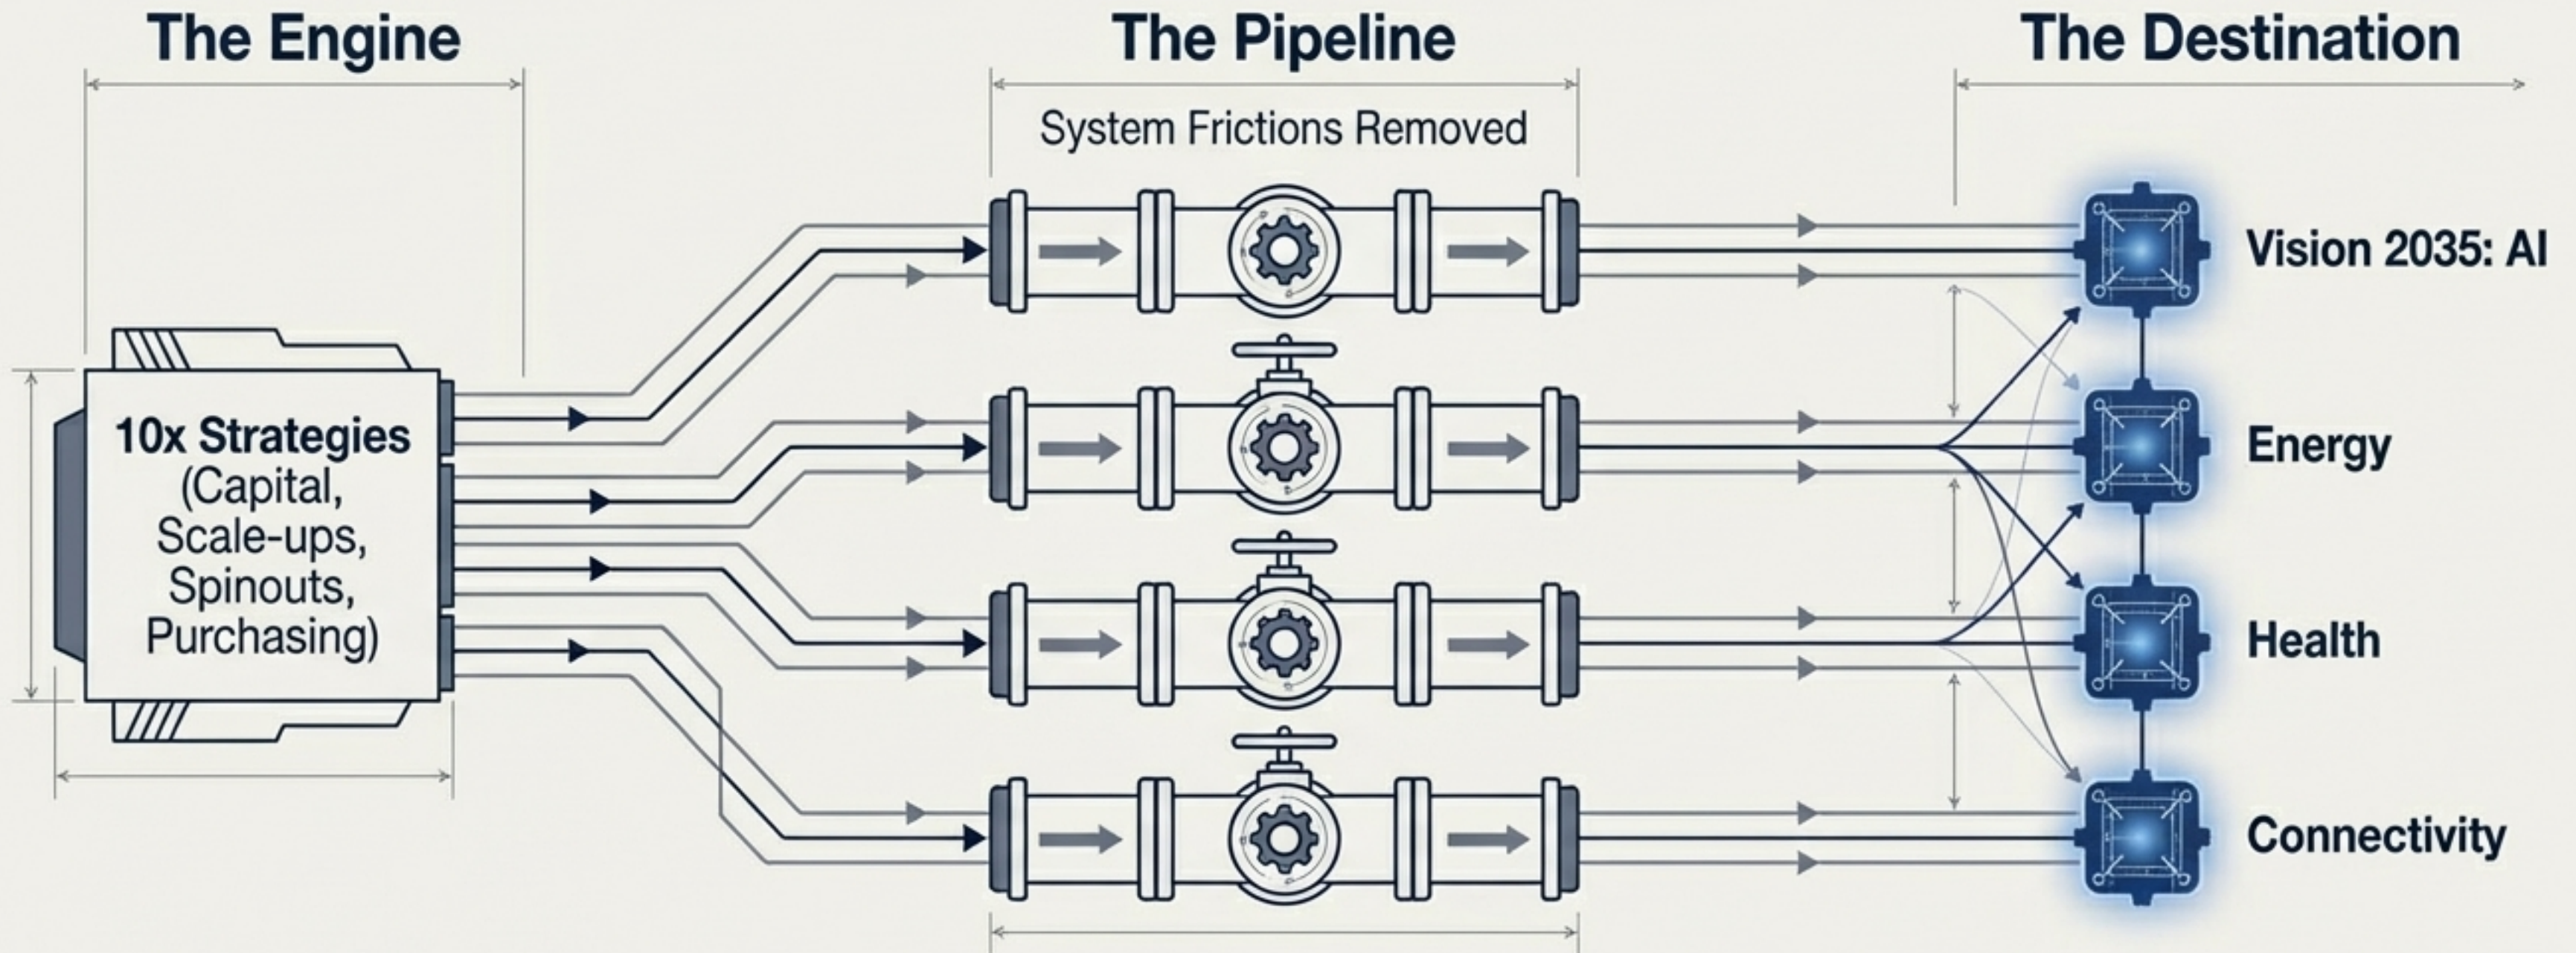 The Engine
The Pipeline
The Destination
System Frictions Removed
10x Strategies
(Capital,
Scale-ups,
Spinouts,
Purchasing)
Vision 2035: AI
Energy
Health
Connectivity